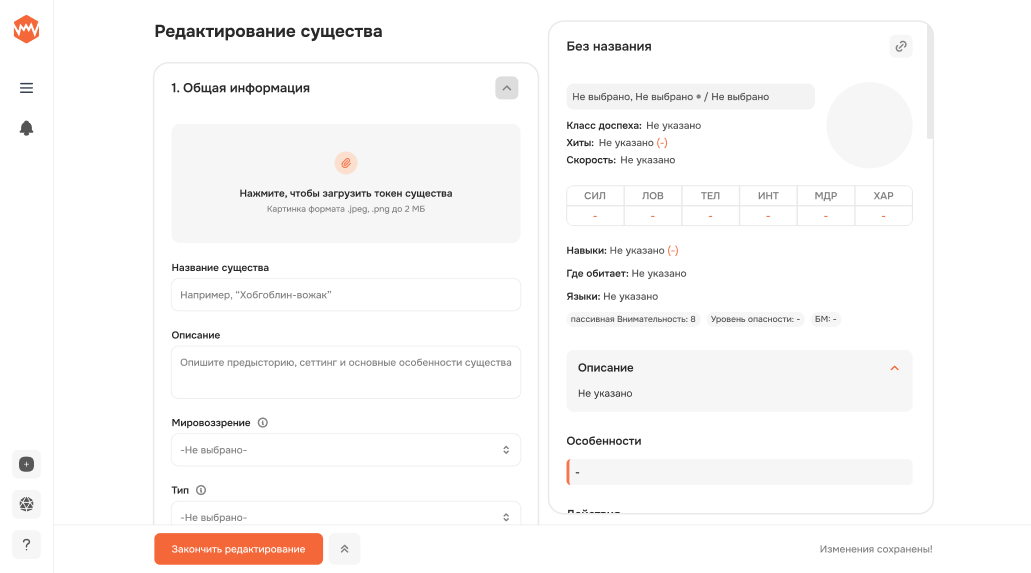 Редактирование существа
1. Общая информация
Нажмите, чтобы загрузить токен существа
Картинка формата .jpeg, .png до 2 МБ
Название существа
Например, “Хобгоблин-вожак”
Описание
Опишите предысторию, сеттинг и основные особенности существа
Мировоззрение
-Не выбрано-
Тип
-Не выбрано-
Без названия
Не выбрано, Не выбрано • / Не выбрано
Класс доспеха: Не указано
Хиты: Не указано (-)
Скорость: Не указано
СИЛ ЛОВ ТЕЛ ИНТ МДР ХАР
- - - - - -
Навыки: Не указано (-)
Где обитает: Не указано
Языки: Не указано
пассивная Внимательность: 8 Уровень опасности: - БМ: -
Описание
Не указано
Особенности
-
Действия
?
Закончить редактирование
Изменения сохранены!